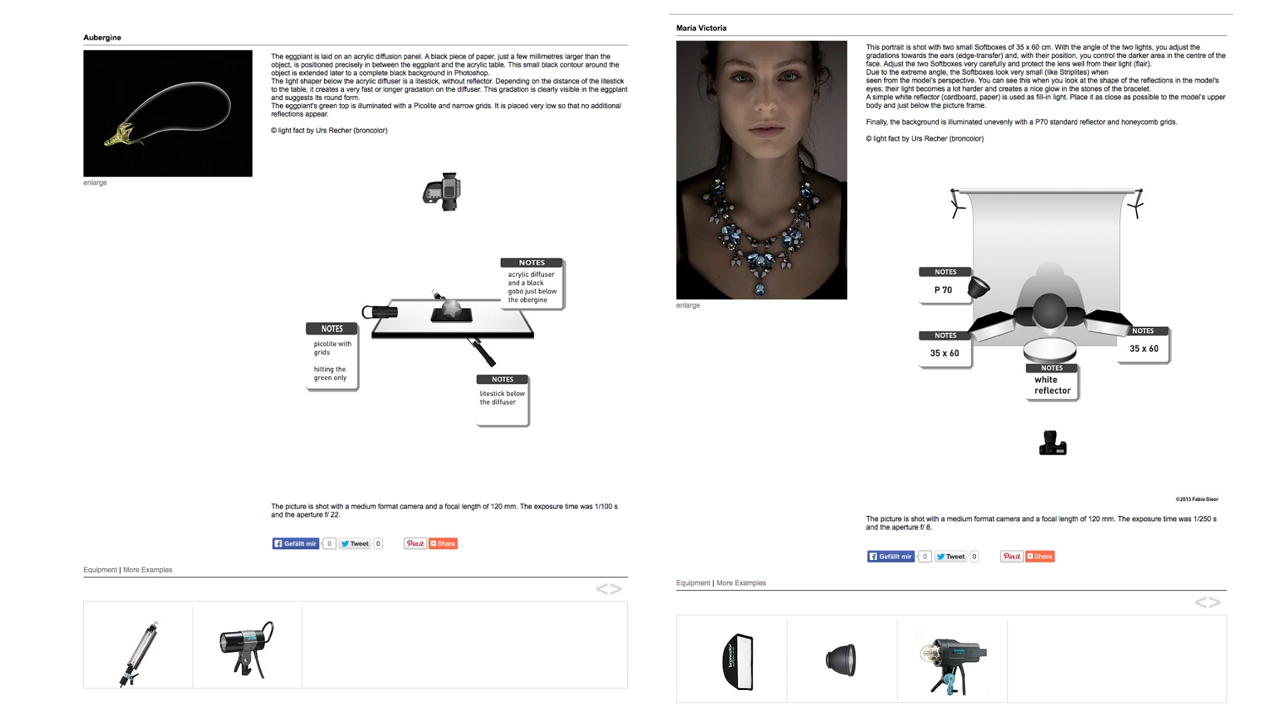 Aubergine
The eggplant is laid on an acrylic diffusion panel. A black piece of paper, just a few millimetres larger than the
object, is positioned precisely in between the eggplant and the acrylic table. This small black contour around the
object is extended later to a complete black background in Photoshop.
The light shaper below the acrylic diffuser is a litestick, without reflector. Depending on the distance of the litestick
to the table, it creates a very fast or longer gradation on the diffuser. This gradation is clearly visible in the eggplant
and suggests its round form.
The eggplant's green top is illuminated with a Picolite and narrow grids. It is placed very low so that no additional
reflections appear.
© light fact by Urs Recher (broncolor)
enlarge
NOTES
acrylic diffuser
and a black
gobo just below
the obergine
NOTES
picolite with
grids
hitting the
green only
NOTES
litestick below
the diffuser
The picture is shot with a medium format camera and a focal length of 120 mm. The exposure time was 1/100 s
and the aperture f/ 22.
Gefällt mir 0 Tweet 0 Pin it Share
Equipment | More Examples
<>
Maria Victoria
This portrait is shot with two small Softboxes of 35 x 60 cm. With the angle of the two lights, you adjust the
gradations towards the ears (edge-transfer) and, with their position, you control the darker area in the centre of the
face. Adjust the two Softboxes very carefully and protect the lens well from their light (flair).
Due to the extreme angle, the Softboxes look very small (like Striplites) when
seen from the model's perspective. You can see this when you look at the shape of the reflections in the model's
eyes; their light becomes a lot harder and creates a nice glow in the stones of the bracelet.
A simple white reflector (cardboard, paper) is used as fill-in light. Place it as close as possible to the model's upper
body and just below the picture frame.
Finally, the background is illuminated unevenly with a P70 standard reflector and honeycomb grids.
© light fact by Urs Recher (broncolor)
enlarge
NOTES
P 70
NOTES
35 x 60
NOTES
35 x 60
NOTES
white
reflector
©2013 Fabio Gloor
The picture is shot with a medium format camera and a focal length of 120 mm. The exposure time was 1/250 s
and the aperture f/ 8.
Gefällt mir 0 Tweet 0 Pin it Share
Equipment | More Examples
<>
broncolor